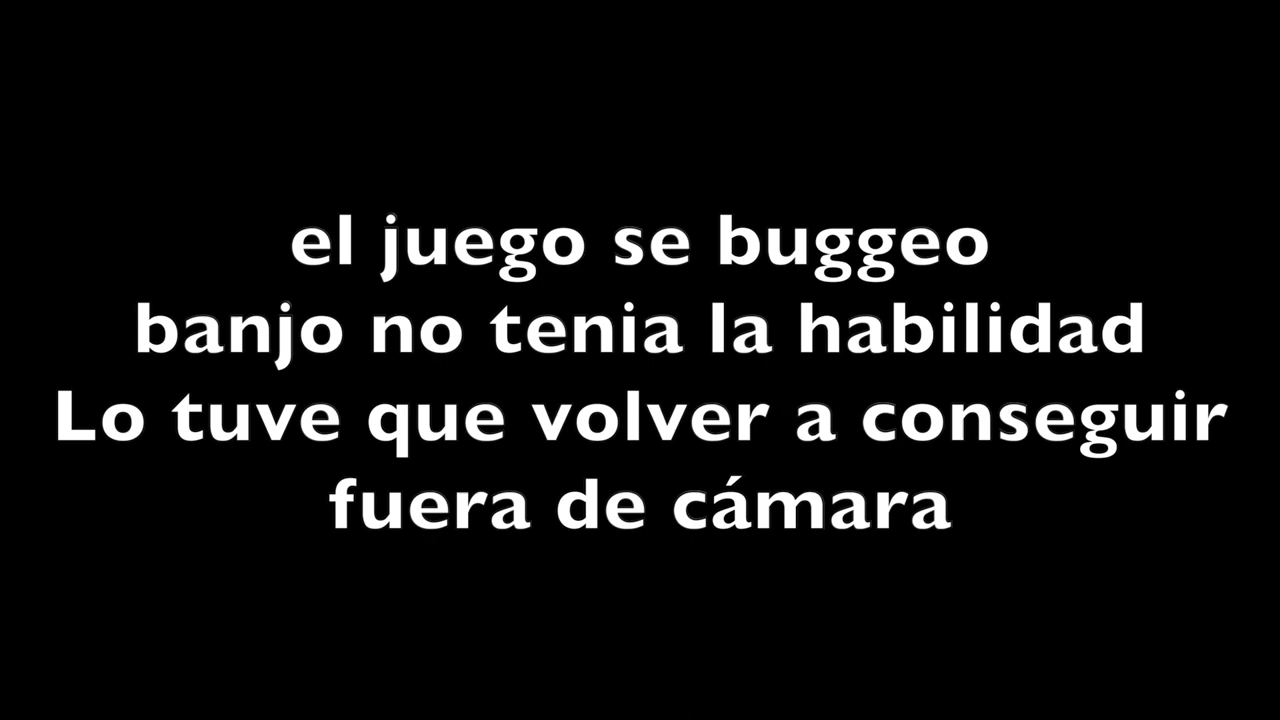 el juego se buggeo
banjo no tenia la habilidad
Lo tuve que volver a conseguir
fuera de cámara